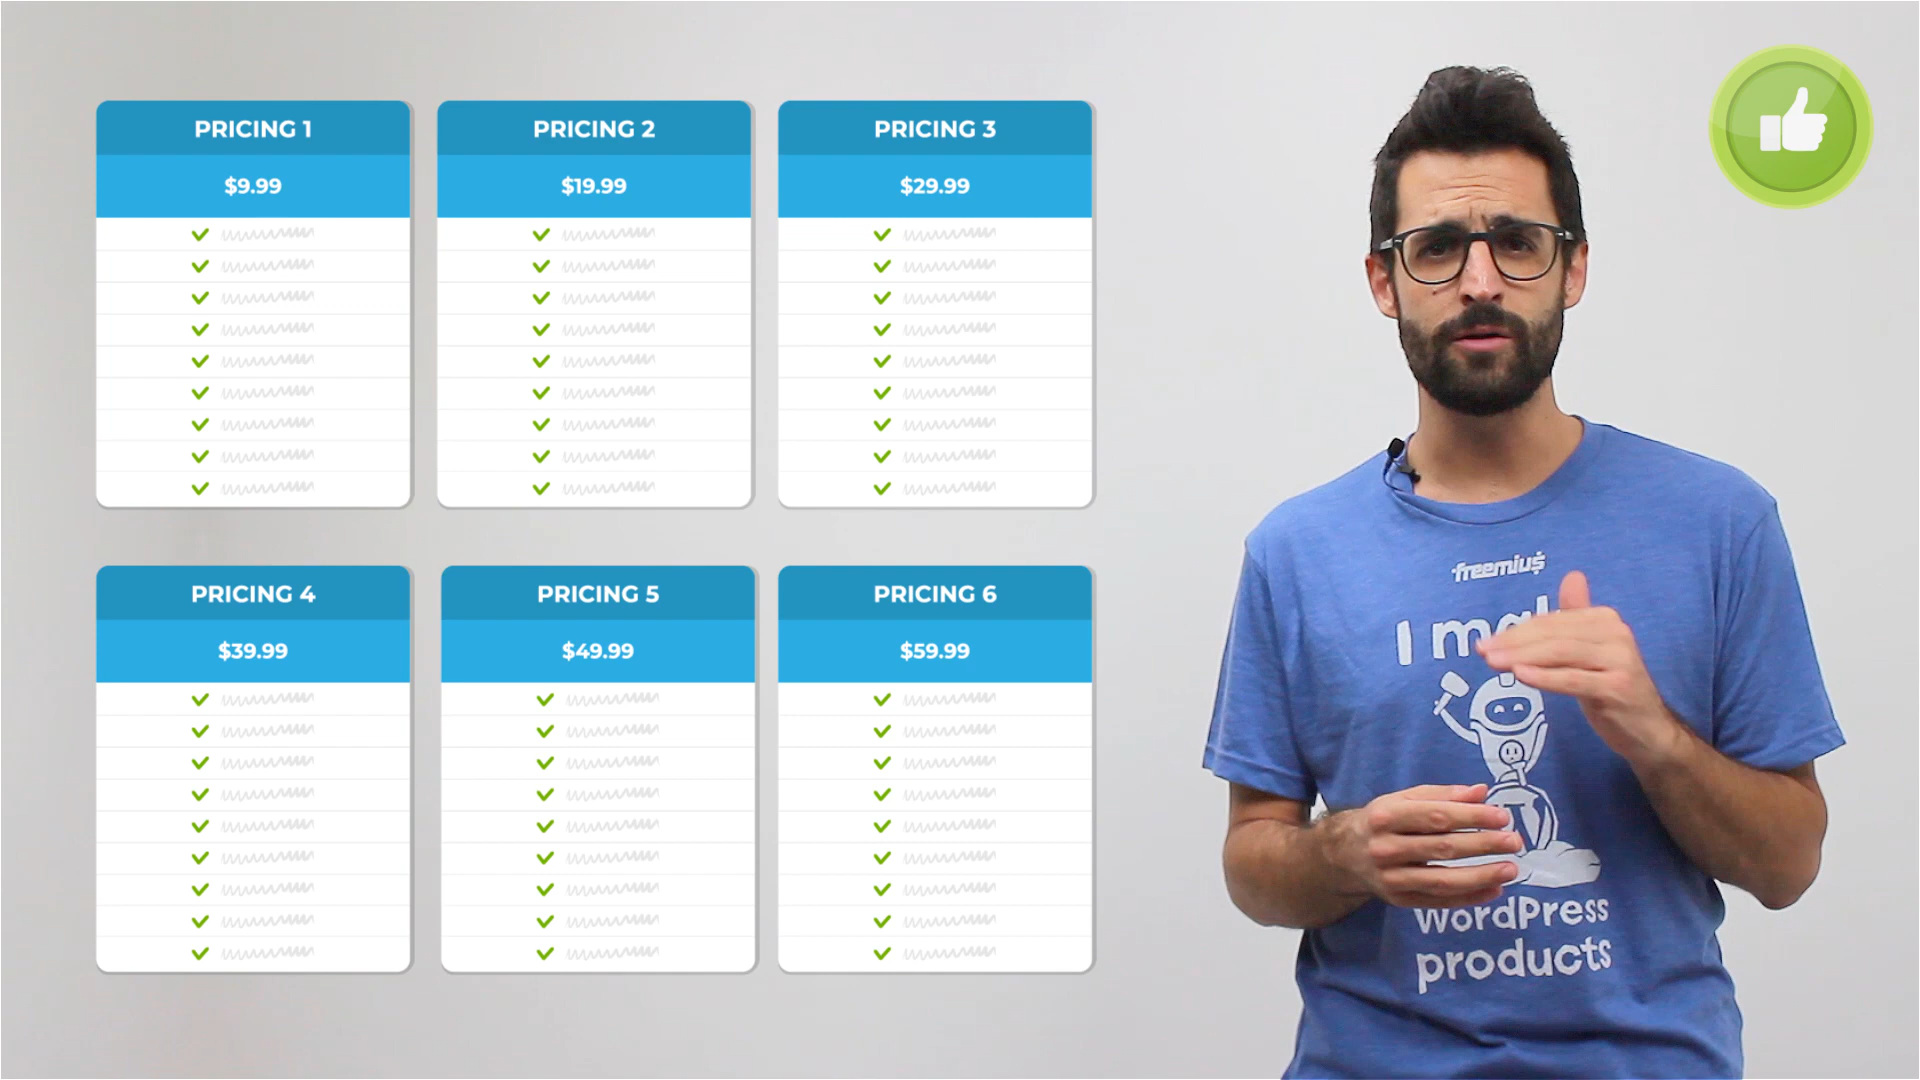 PRICING 1
$9.99
PRICING 2
$19.99
PRICING 3
$29.99
PRICING 4
$39.99
PRICING 5
$49.99
PRICING 6
$59.99
freemius
I
WordPress
products